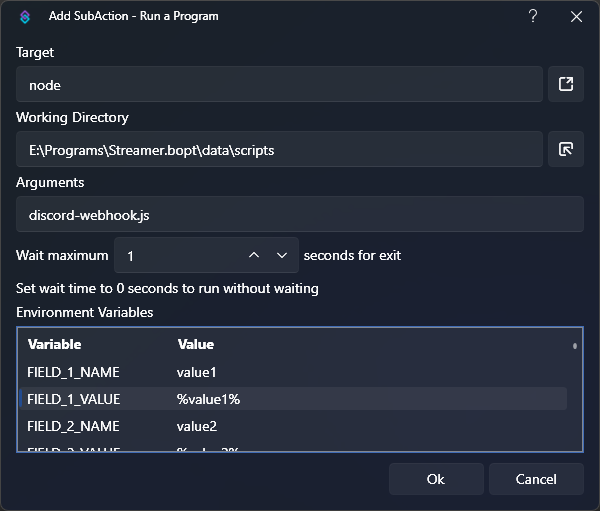 Add SubAction - Run a Program ?
Target
node
Working Directory
E:\Programs\Streamer.bopt\data\scripts
Arguments
discord-webhook.js
Wait maximum 1 seconds for exit
Set wait time to 0 seconds to run without waiting
Environment Variables
Variable Value
FIELD_1_NAME value1
FIELD_1_VALUE %value1%
FIELD_2_NAME value2
Ok Cancel